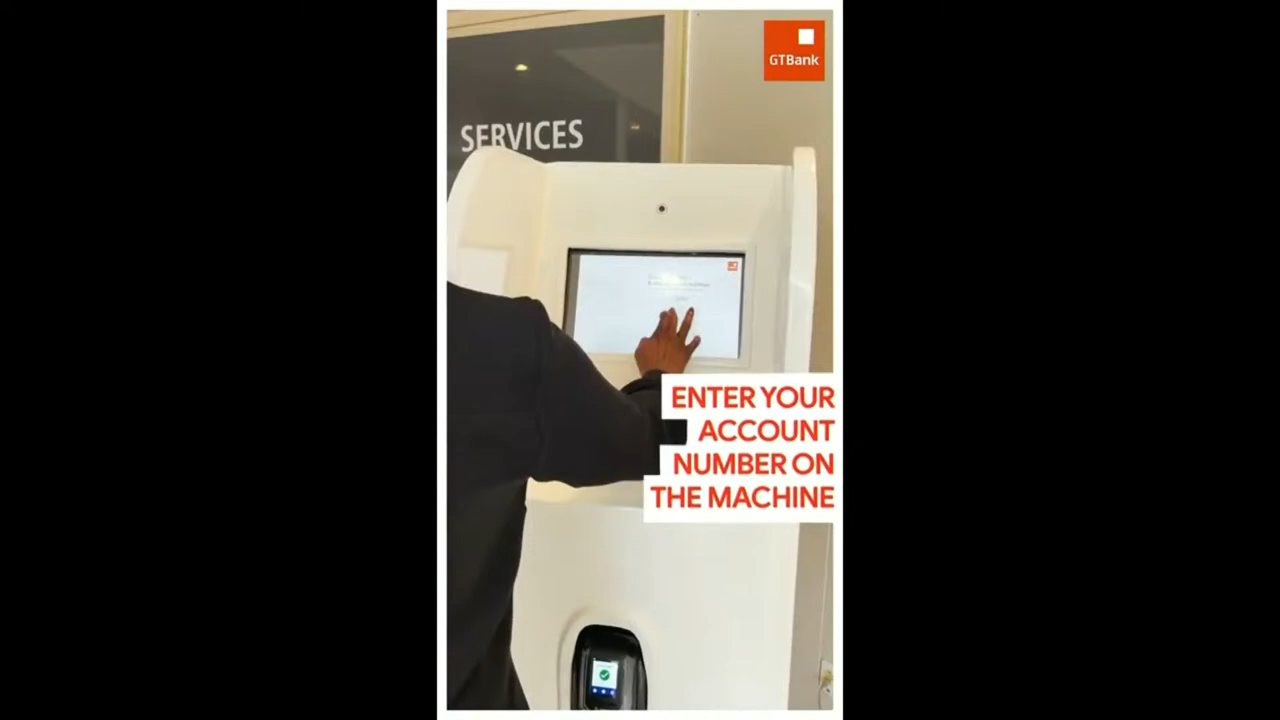 GTBank
SERVICES
ENTER YOUR
ACCOUNT
NUMBER ON
THE MACHINE